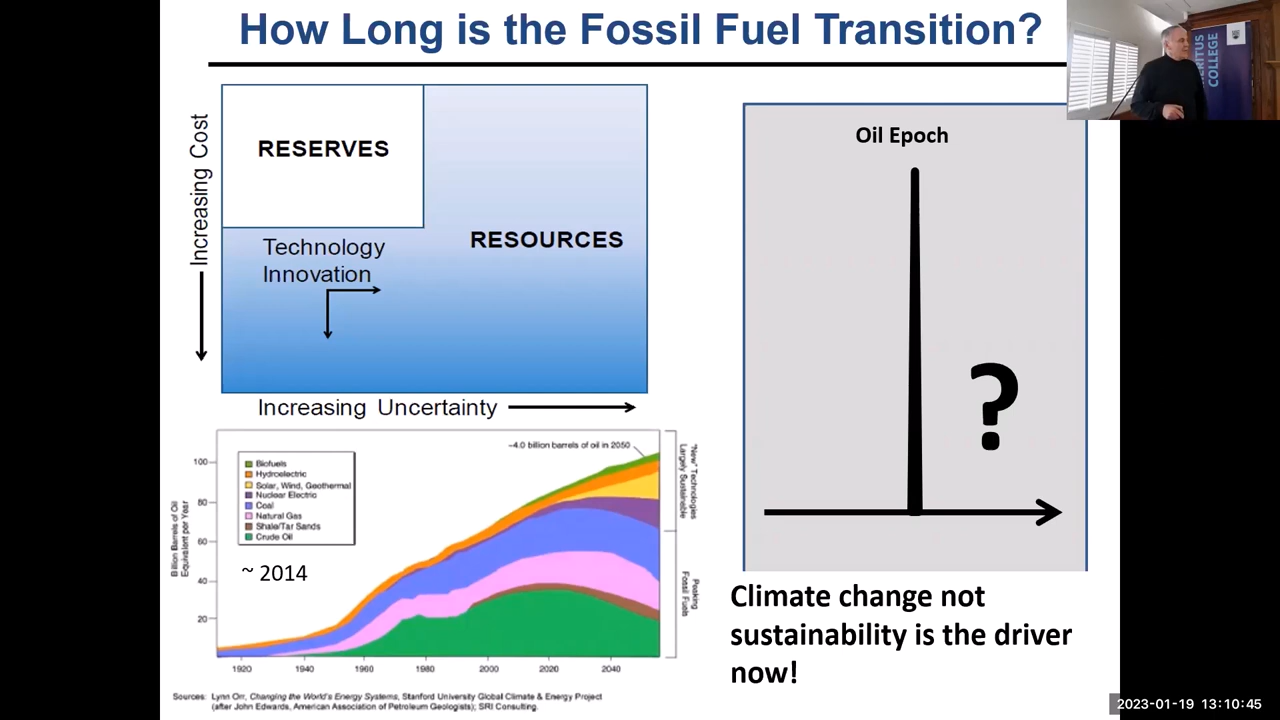 How Long is the Fossil Fuel Transition?
Increasing Cost
RESERVES
RESOURCES
Technology
Innovation
Increasing Uncertainty
Oil Epoch
?
~4.0 billion barrels of oil in 2050
Biofuels
Hydroelectric
Solar, Wind, Geothermal
Nuclear Electric
Coal
Natural Gas
Shale/Tar Sands
Crude Oil
~ 2014
Billion Barrels of Oil
Equivalent per Year
100
80
60
40
20
1920
1940
1960
1980
2000
2020
2040
"New" Technologies
Largely Sustainable
Peaking
Fossil Fuels
Climate change not
sustainability is the driver
now!
Sources: Lynn Orr, Changing the World's Energy Systems, Stanford University Global Climate & Energy Project
(after John Edwards, American Association of Petroleum Geologists); SRI Consulting.
COLLEGE
2023-01-19 13:10:45